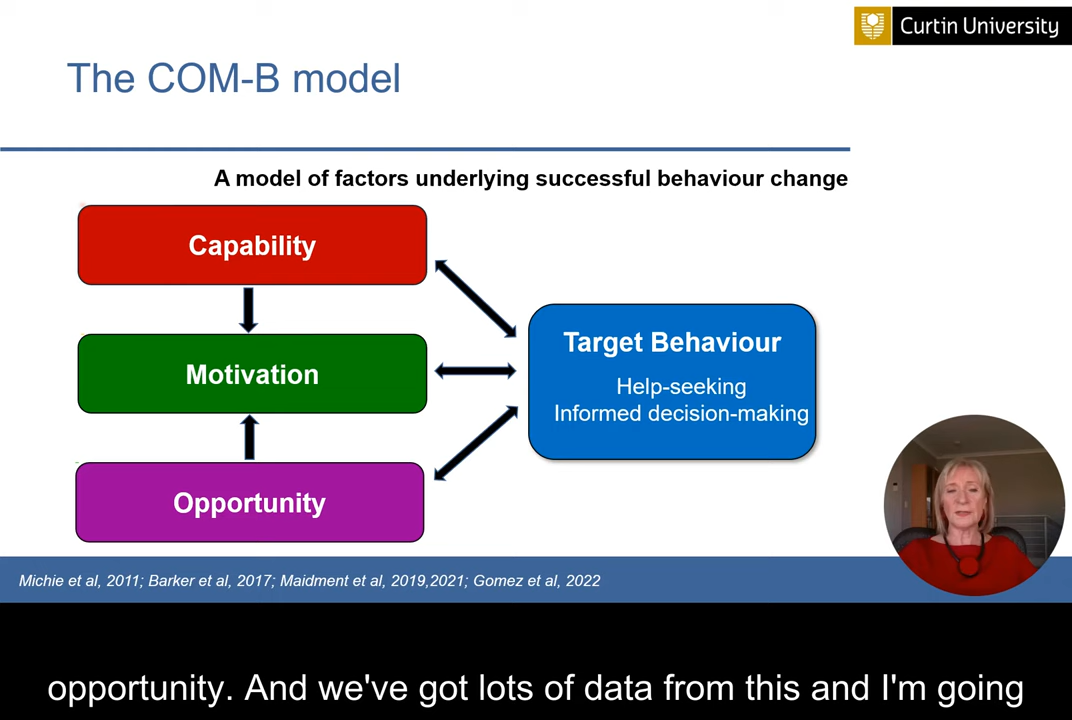 Curtin University
The COM-B model
A model of factors underlying successful behaviour change
Capability
Motivation
Opportunity
Target Behaviour
Help-seeking
Informed decision-making
Michie et al, 2011; Barker et al, 2017; Maidment et al, 2019,2021; Gomez et al, 2022
opportunity. And we've got lots of data from this and I'm going